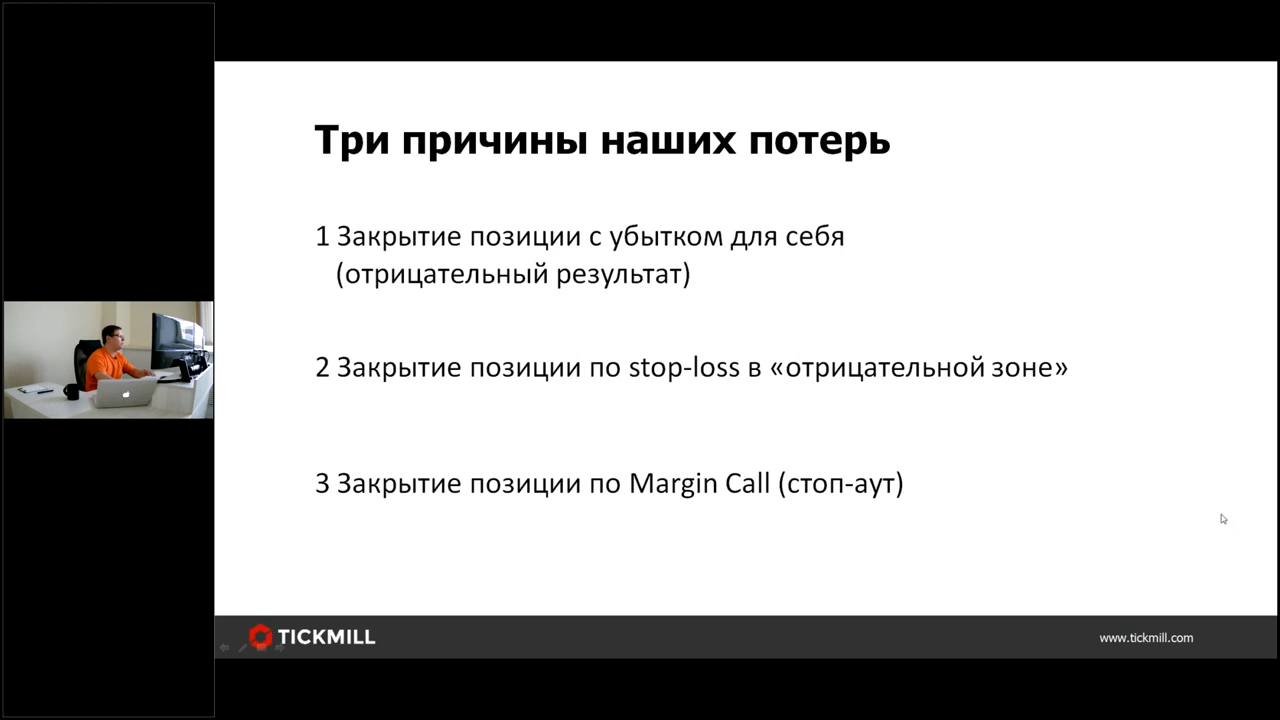 Три причины наших потерь
1 Закрытие позиции с убытком для себя
(отрицательный результат)
2 Закрытие позиции по stop-loss в «отрицательной зоне»
3 Закрытие позиции по Margin Call (стоп-аут)
TICKMILL
www.tickmill.com